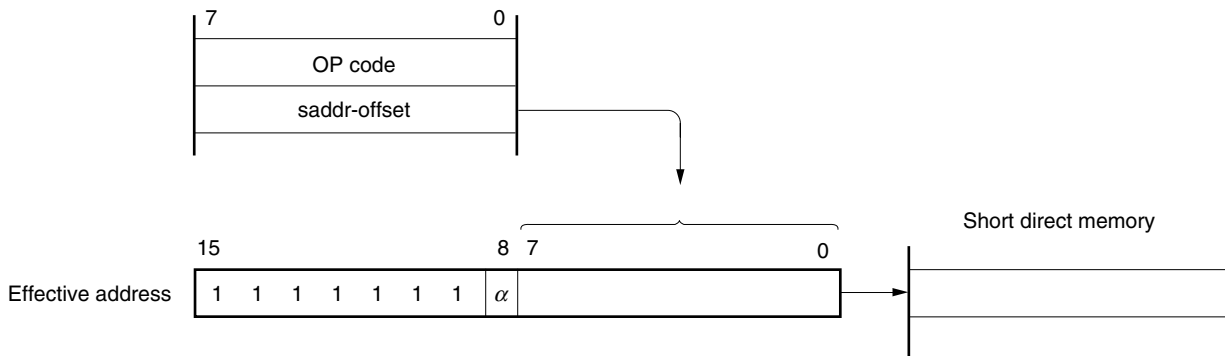 7 0
OP code
saddr-offset
Short direct memory
15 8 7 0
Effective address 1 1 1 1 1 1 1 α